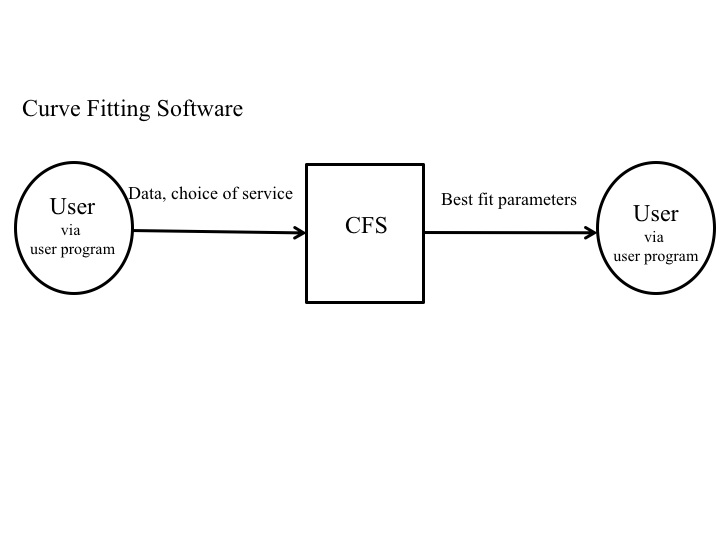 Curve Fitting Software
User
via
user program
Data, choice of service
CFS
Best fit parameters
User
via
user program